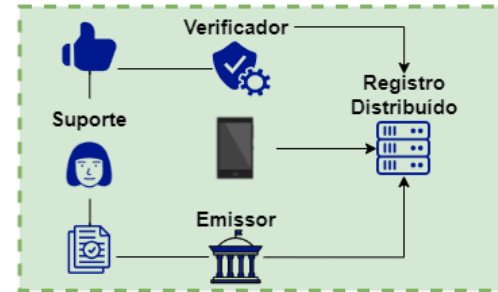 Verificador
Registro
Distribuído
Suporte
Emissor